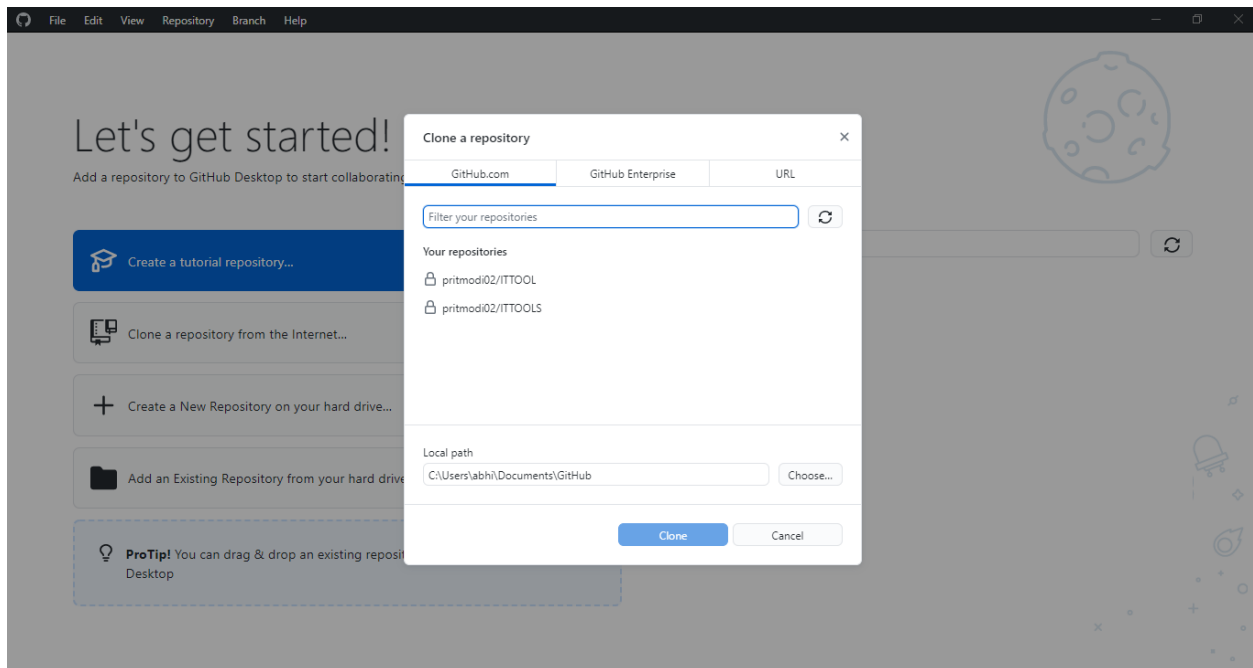 File Edit View Repository Branch Help
Let's get started!
Add a repository to GitHub Desktop to start collaborating
Create a tutorial repository...
Clone a repository from the Internet...
Create a New Repository on your hard drive...
Add an Existing Repository from your hard drive
ProTip! You can drag & drop an existing reposit
Desktop
Clone a repository
GitHub.com GitHub Enterprise URL
Filter your repositories
Your repositories
pritmodi02/ITTOOL
pritmodi02/ITTOOLS
Local path
C:\Users\abhi\Documents\GitHub
Choose...
Clone Cancel